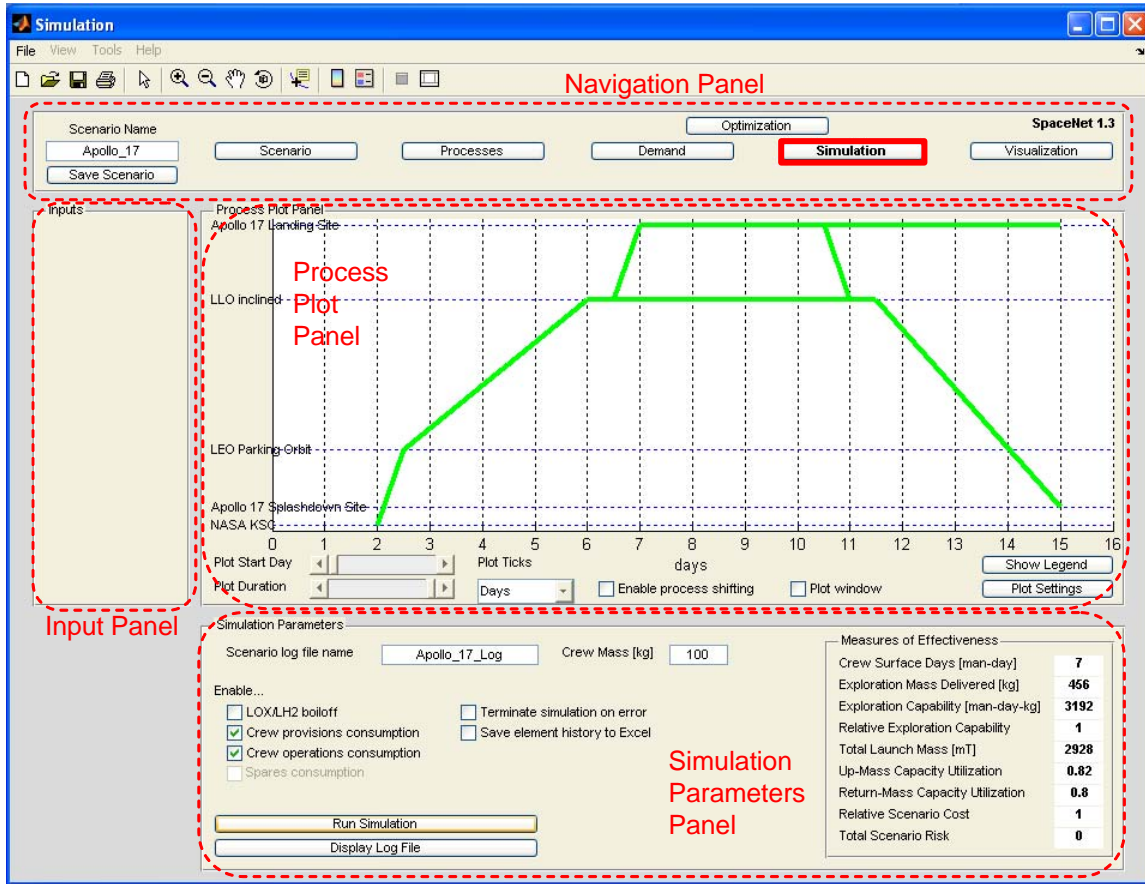 Simulation
File View Tools Help
Navigation Panel
Scenario Name
Optimization
SpaceNet 1.3
Apollo_17
Scenario
Processes
Demand
Simulation
Visualization
Save Scenario
Inputs
Process Plot Panel
Apollo 17 Landing Site
Process
Plot
Panel
LLO inclined
LEO Parking Orbit
Apollo 17 Splashdown Site
NASA KSC
0 1 2 3 4 5 6 7 8 9 10 11 12 13 14 15 16
Plot Start Day
Plot Ticks
days
Show Legend
Plot Duration
Days
Enable process shifting
Plot window
Plot Settings
Input Panel
Simulation Parameters
Scenario log file name
Apollo_17_Log
Crew Mass [kg]
100
Enable...
LOX/LH2 boiloff
Terminate simulation on error
Crew provisions consumption
Save element history to Excel
Crew operations consumption
Spares consumption
Simulation
Parameters
Panel
Run Simulation
Display Log File
Measures of Effectiveness
Crew Surface Days [man-day] 7
Exploration Mass Delivered [kg] 456
Exploration Capability [man-day-kg] 3192
Relative Exploration Capability 1
Total Launch Mass [mT] 2928
Up-Mass Capacity Utilization 0.82
Return-Mass Capacity Utilization 0.8
Relative Scenario Cost 1
Total Scenario Risk 0